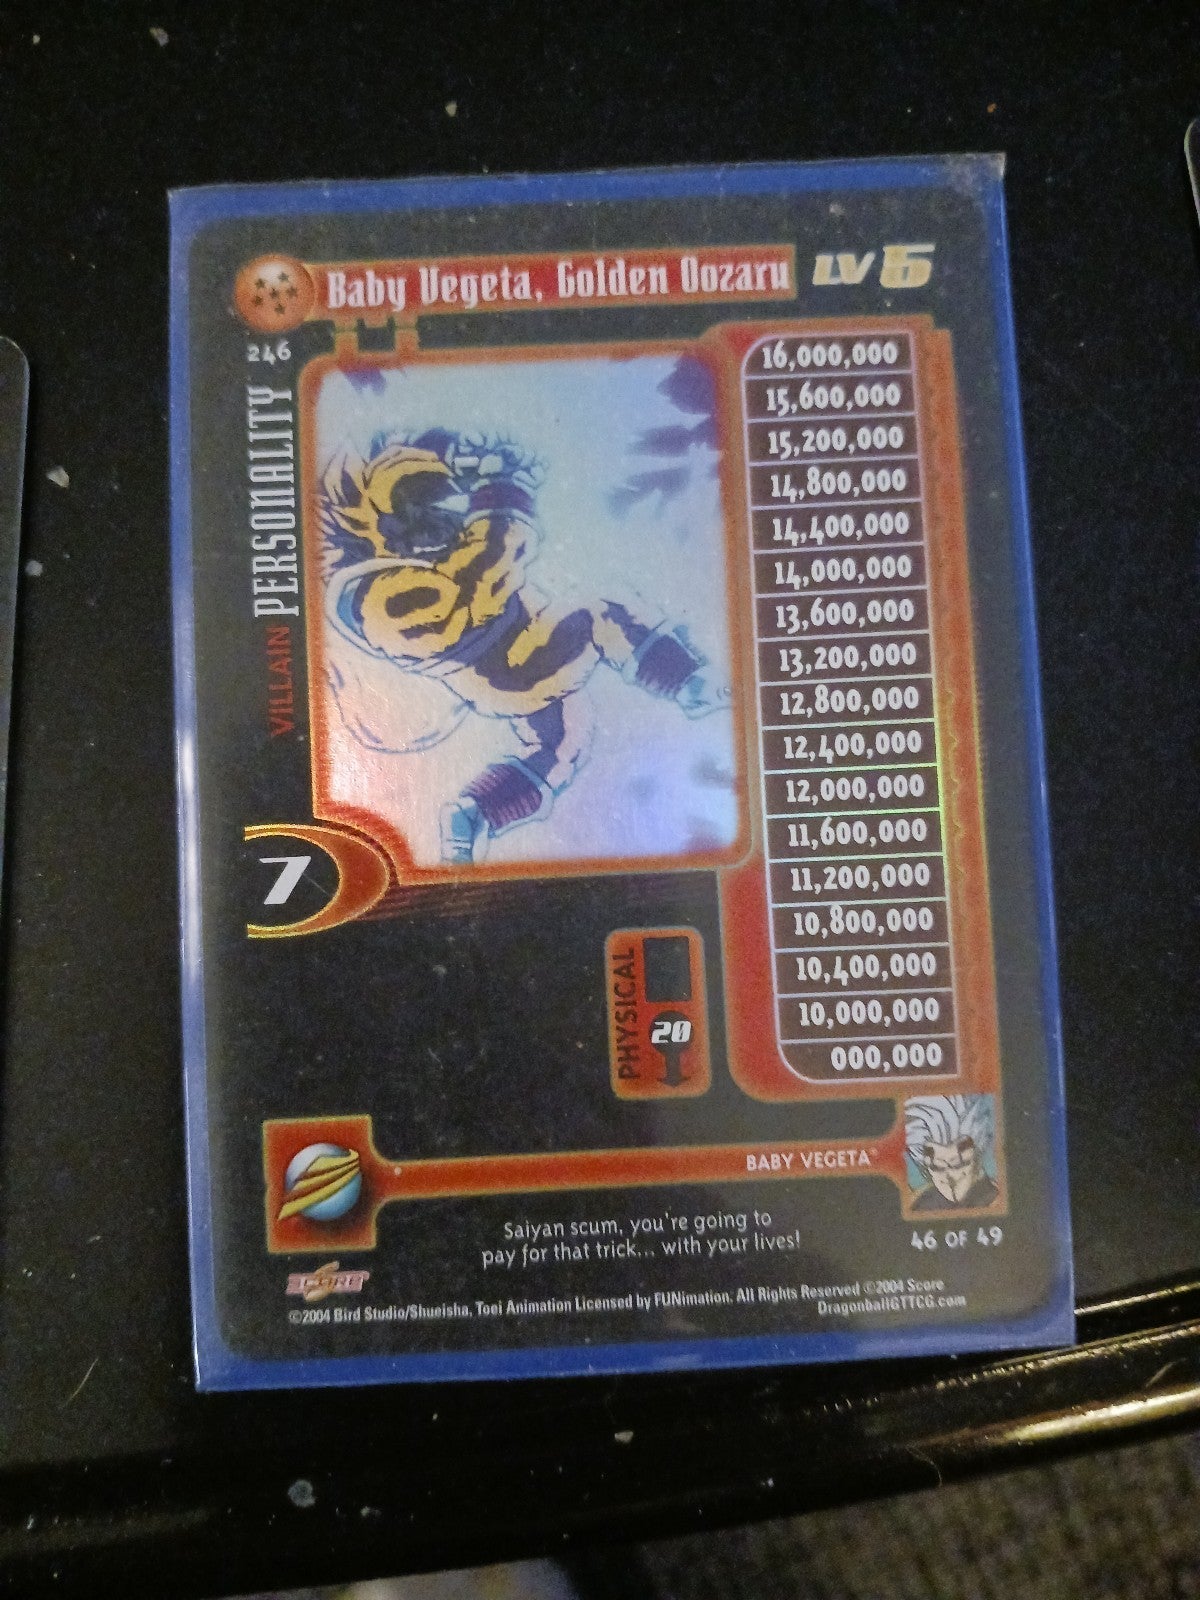 Baby Vegeta, Golden Oozaru LV 6
246
VILLAIN PERSONALITY
16,000,000
15,600,000
15,200,000
14,800,000
14,400,000
14,000,000
13,600,000
13,200,000
12,800,000
12,400,000
12,000,000
11,600,000
11,200,000
10,800,000
10,400,000
10,000,000
000,000
7
PHYSICAL
20
BABY VEGETA
46 OF 49
Saiyan scum, you're going to
pay for that trick... with your lives!
SCORE
©2004 Bird Studio/Shueisha, Toei Animation Licensed by FUNimation. All Rights Reserved ©2004 Score
DragonballGTTCG.com